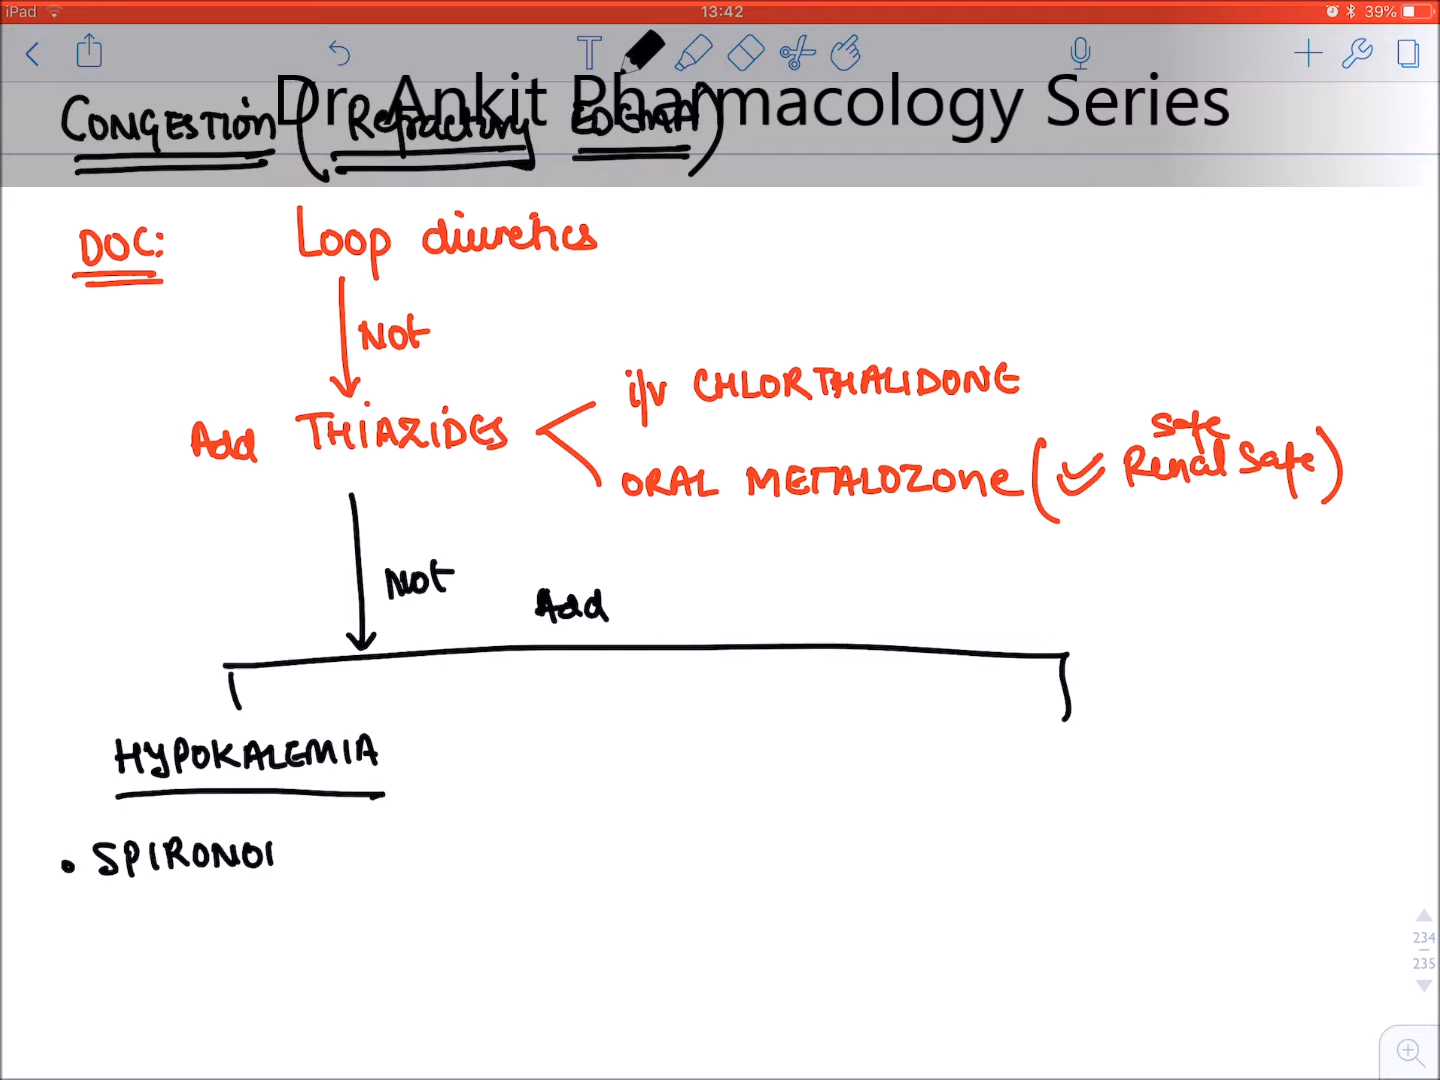 iPad 13:42 39%
Dr Ankit Pharmacology Series
CONGESTION (Refractory EDEMA)
DOC: Loop diuretics
Not
Add THIAZIDES
i/v CHLORTHALIDONE
safe
ORAL METALOZONE (Renal Safe)
Not
Add
HYPOKALEMIA
• SPIRONOL
234
235